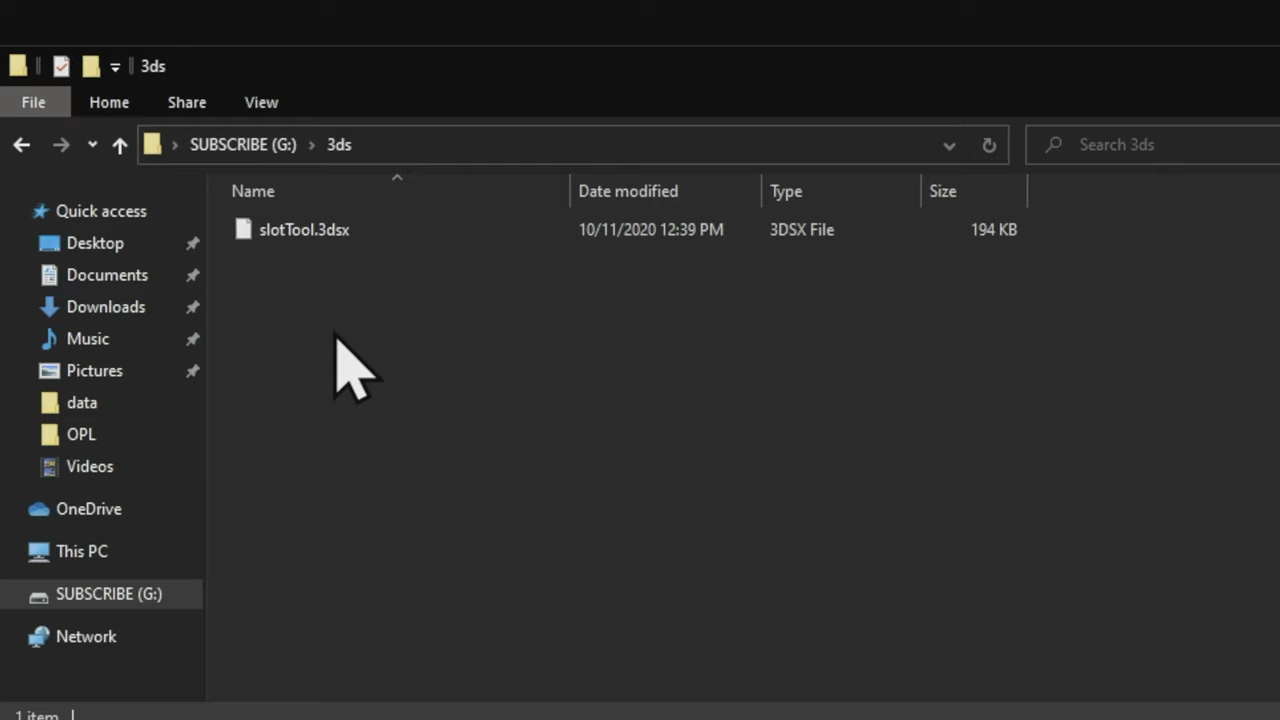 3ds
File Home Share View
SUBSCRIBE (G:) 3ds Search 3ds
Name Date modified Type Size
slotTool.3dsx 10/11/2020 12:39 PM 3DSX File 194 KB
Quick access
Desktop
Documents
Downloads
Music
Pictures
data
OPL
Videos
OneDrive
This PC
SUBSCRIBE (G:)
Network
1 item